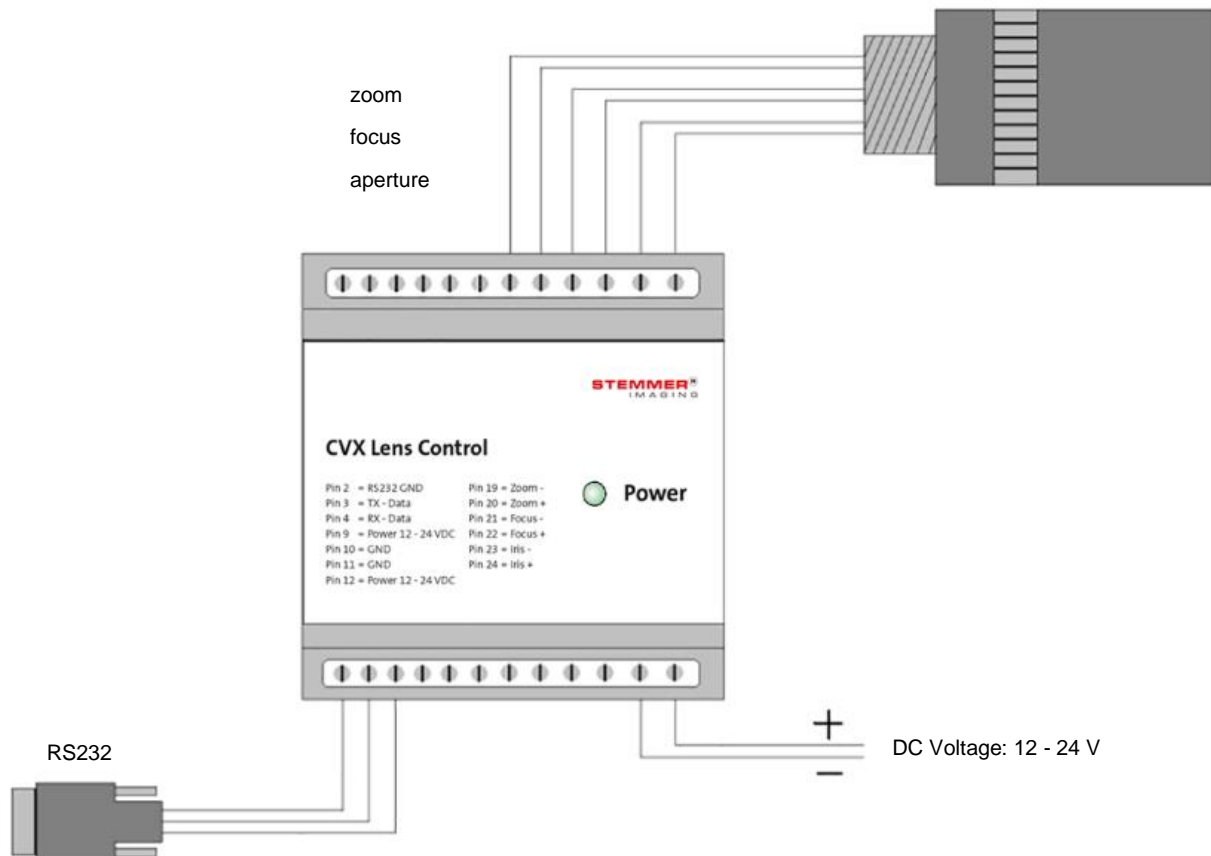 zoom
focus
aperture
STEMMER®
IMAGING
CVX Lens Control
Pin 2 = RS232 GND
Pin 3 = TX - Data
Pin 4 = RX - Data
Pin 9 = Power 12 - 24 VDC
Pin 10 = GND
Pin 11 = GND
Pin 12 = Power 12 - 24 VDC
Pin 19 = Zoom -
Pin 20 = Zoom +
Pin 21 = Focus -
Pin 22 = Focus +
Pin 23 = Iris -
Pin 24 = Iris +
Power
+
−
DC Voltage: 12 - 24 V
RS232